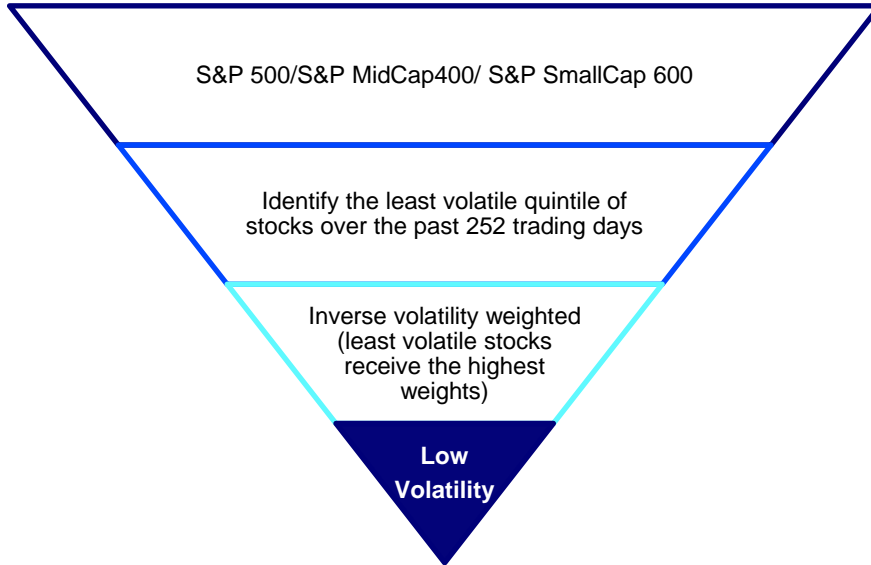 S&P 500/S&P MidCap400/ S&P SmallCap 600
Identify the least volatile quintile of
stocks over the past 252 trading days
Inverse volatility weighted
(least volatile stocks
receive the highest
weights)
Low
Volatility